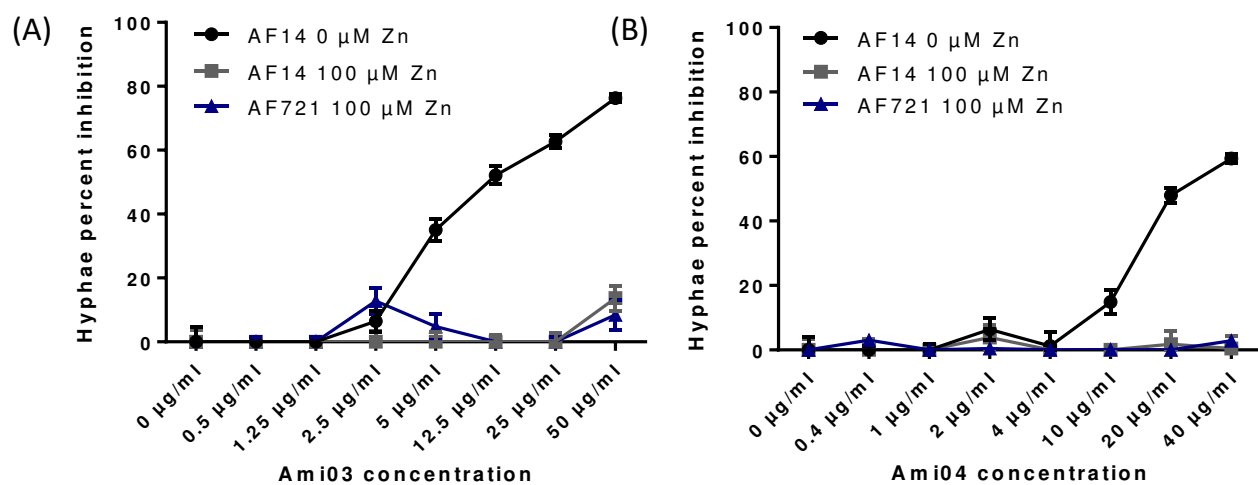 (A)
Hyphae percent inhibition
100
80
60
40
20
0
AF14 0 µM Zn
AF14 100 µM Zn
AF721 100 µM Zn
0 µg/ml
0.5 µg/ml
1.25 µg/ml
2.5 µg/ml
5 µg/ml
12.5 µg/ml
25 µg/ml
50 µg/ml
Ami03 concentration
(B)
Hyphae percent inhibition
100
80
60
40
20
0
AF14 0 µM Zn
AF14 100 µM Zn
AF721 100 µM Zn
0 µg/ml
0.4 µg/ml
1 µg/ml
2 µg/ml
4 µg/ml
10 µg/ml
20 µg/ml
40 µg/ml
Ami04 concentration